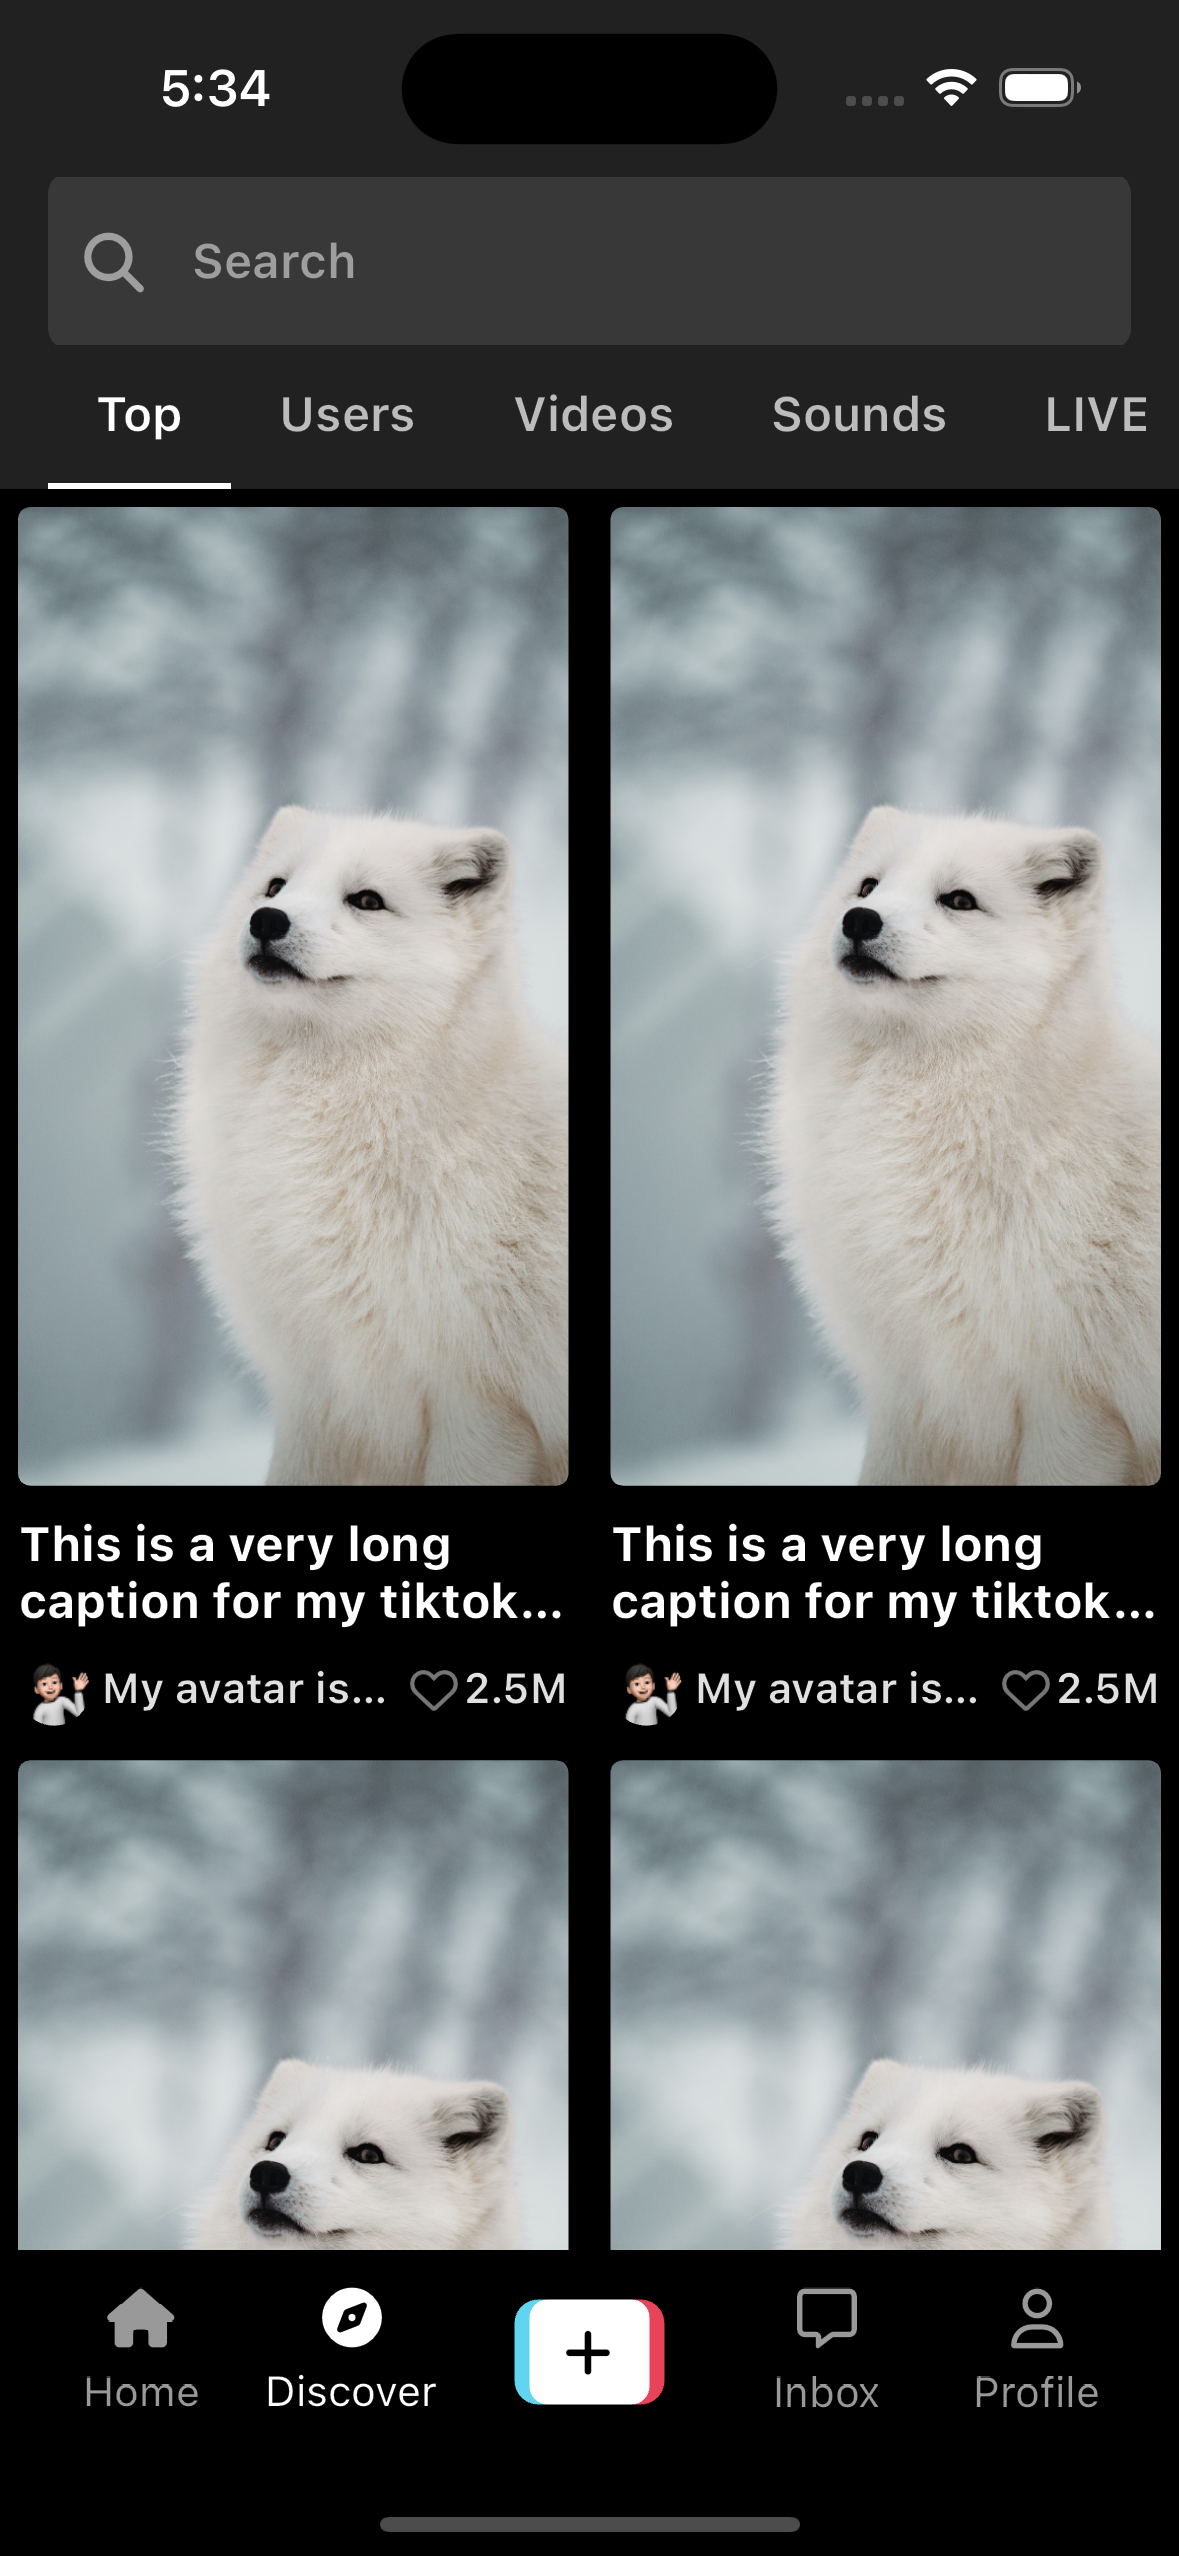 5:34
Search
Top Users Videos Sounds LIVE
This is a very long
caption for my tiktok...
My avatar is... 2.5M
This is a very long
caption for my tiktok...
My avatar is... 2.5M
Home Discover Inbox Profile